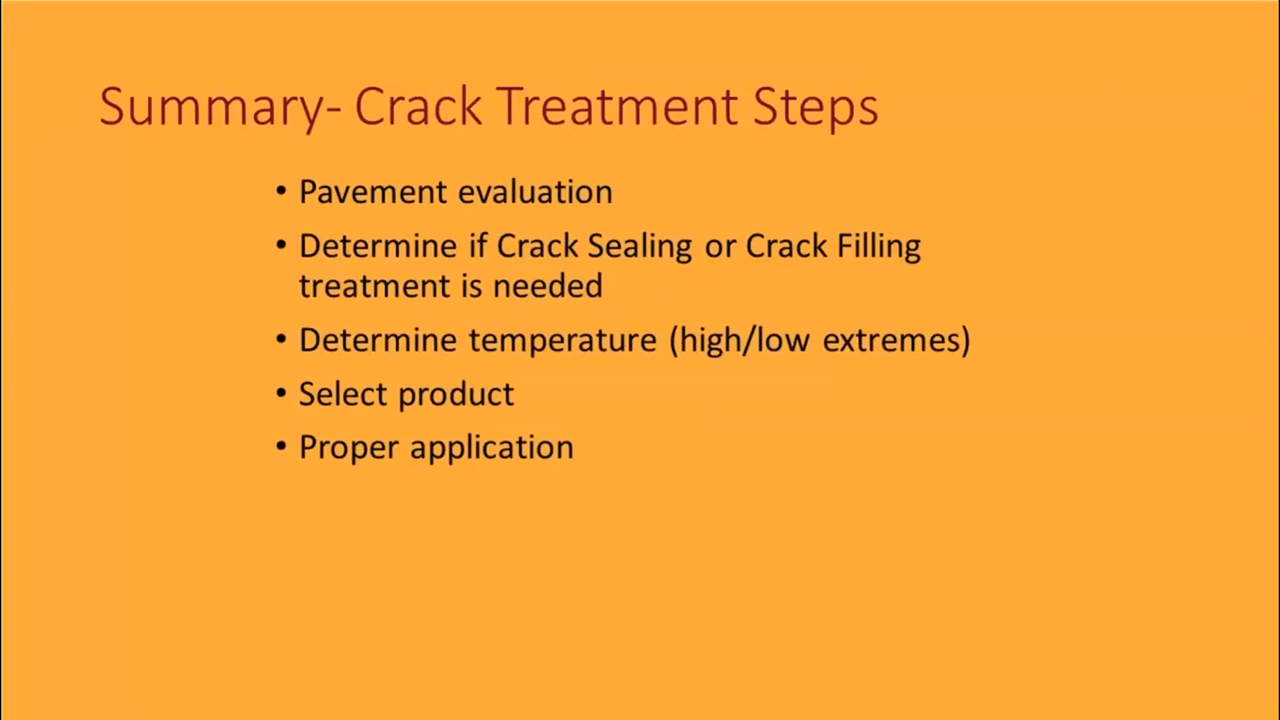 Summary- Crack Treatment Steps
• Pavement evaluation
• Determine if Crack Sealing or Crack Filling
treatment is needed
• Determine temperature (high/low extremes)
• Select product
• Proper application